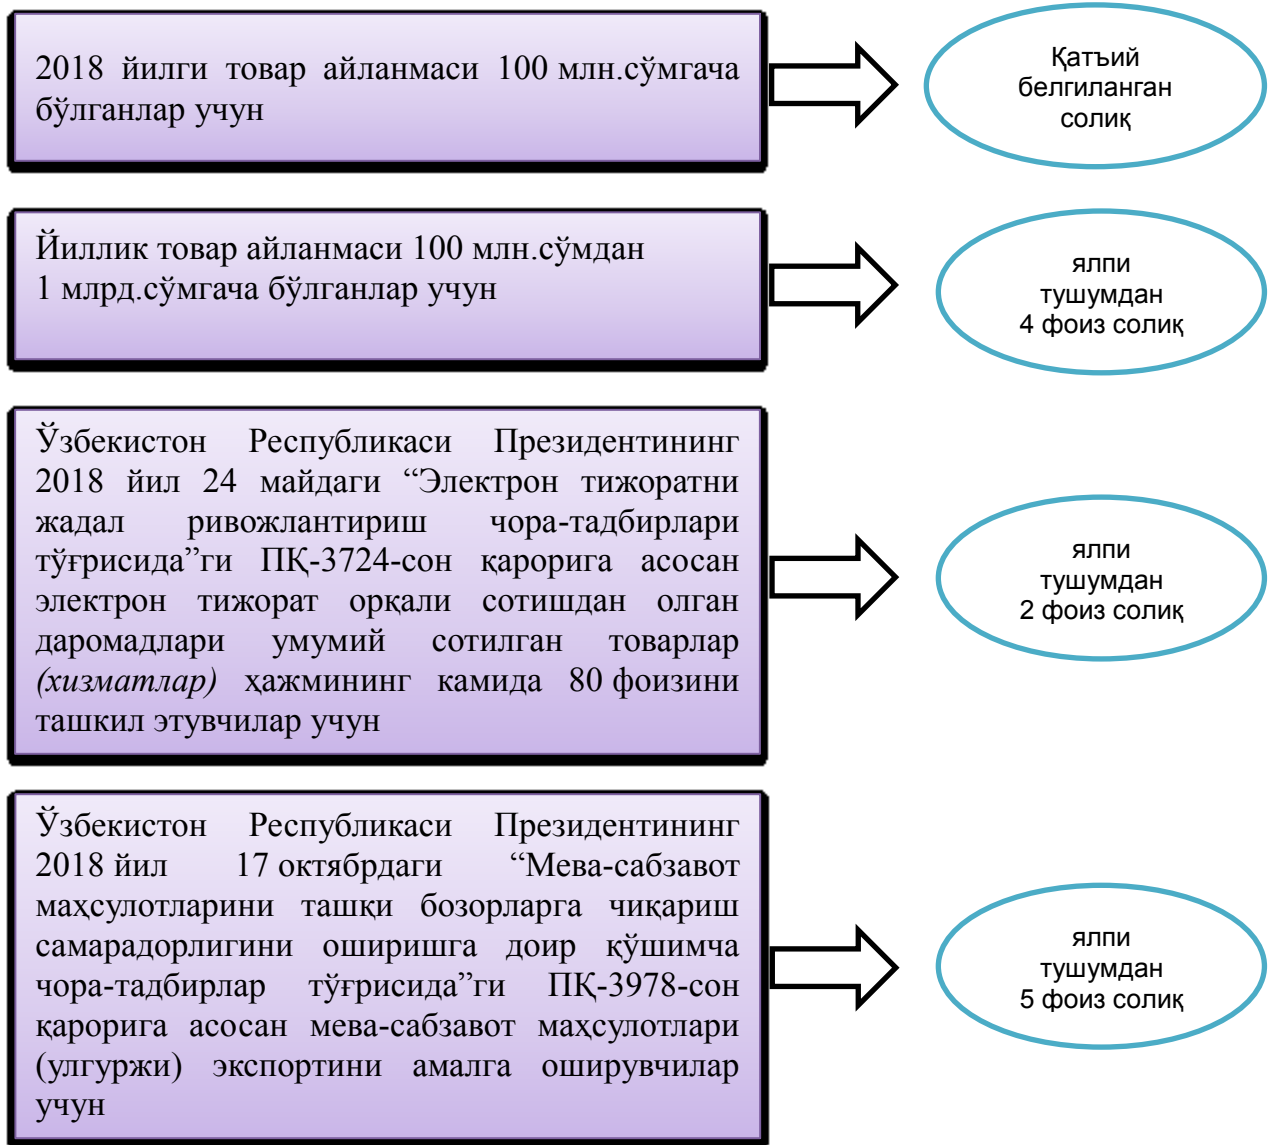 2018 йилги товар айланмаси 100 млн.сўмгача
бўлганлар учун
Қатъий
белгиланган
солиқ
Йиллик товар айланмаси 100 млн.сўмдан
1 млрд.сўмгача бўлганлар учун
ялпи
тушумдан
4 фоиз солиқ
Ўзбекистон Республикаси Президентининг
2018 йил 24 майдаги “Электрон тижоратни
жадал ривожлантириш чора-тадбирлари
тўғрисида”ги ПҚ-3724-сон қарорига асосан
электрон тижорат орқали сотишдан олган
даромадлари умумий сотилган товарлар
(хизматлар) ҳажмининг камида 80 фоизини
ташкил этувчилар учун
ялпи
тушумдан
2 фоиз солиқ
Ўзбекистон Республикаси Президентининг
2018 йил 17 октябрдаги “Мева-сабзавот
маҳсулотларини ташқи бозорларга чиқариш
самарадорлигини оширишга доир қўшимча
чора-тадбирлар тўғрисида”ги ПҚ-3978-сон
қарорига асосан мева-сабзавот маҳсулотлари
(улгуржи) экспортини амалга оширувчилар
учун
ялпи
тушумдан
5 фоиз солиқ